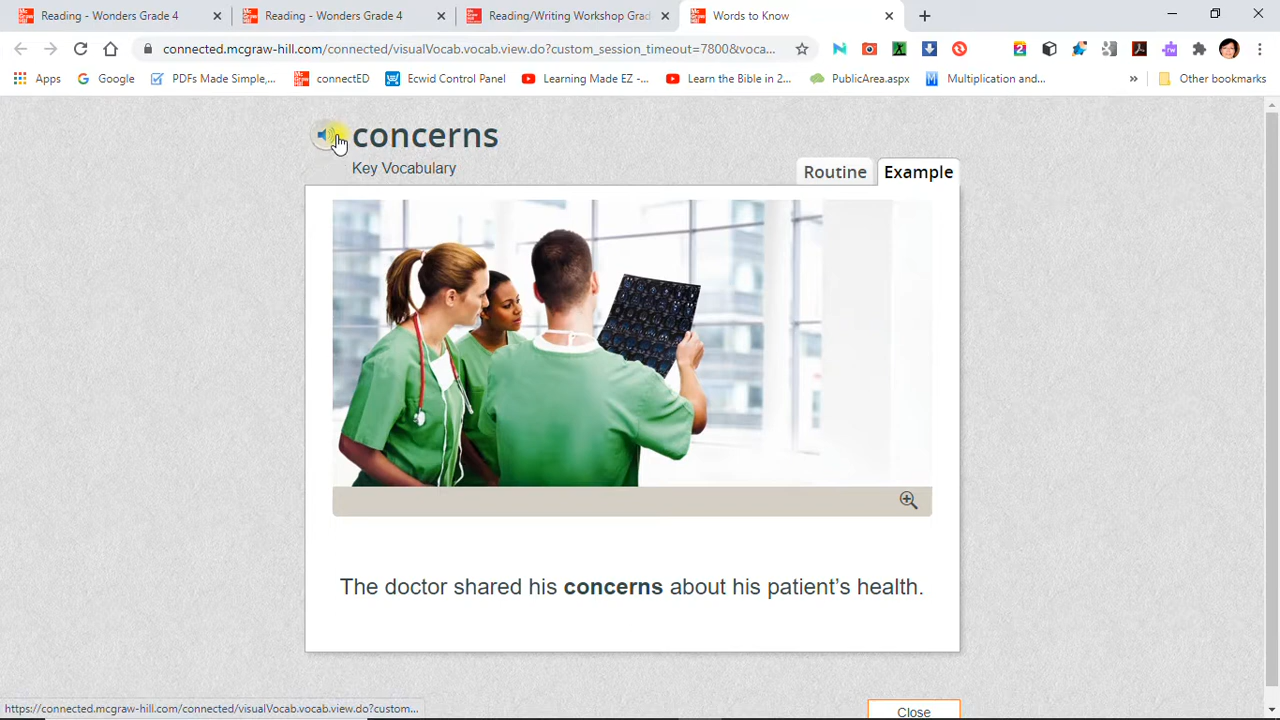 Reading - Wonders Grade 4
Reading - Wonders Grade 4
Reading/Writing Workshop Grad
Words to Know
connected.mcgraw-hill.com/connected/visualVocab.vocab.view.do?custom_session_timeout=7800&voca...
Apps
Google
PDFs Made Simple,...
connectED
Ecwid Control Panel
Learning Made EZ -...
Learn the Bible in 2...
PublicArea.aspx
Multiplication and...
»
Other bookmarks
concerns
Key Vocabulary
Routine
Example
The doctor shared his concerns about his patient’s health.
Close
https://connected.mcgraw-hill.com/connected/visualVocab.vocab.view.do?custom...